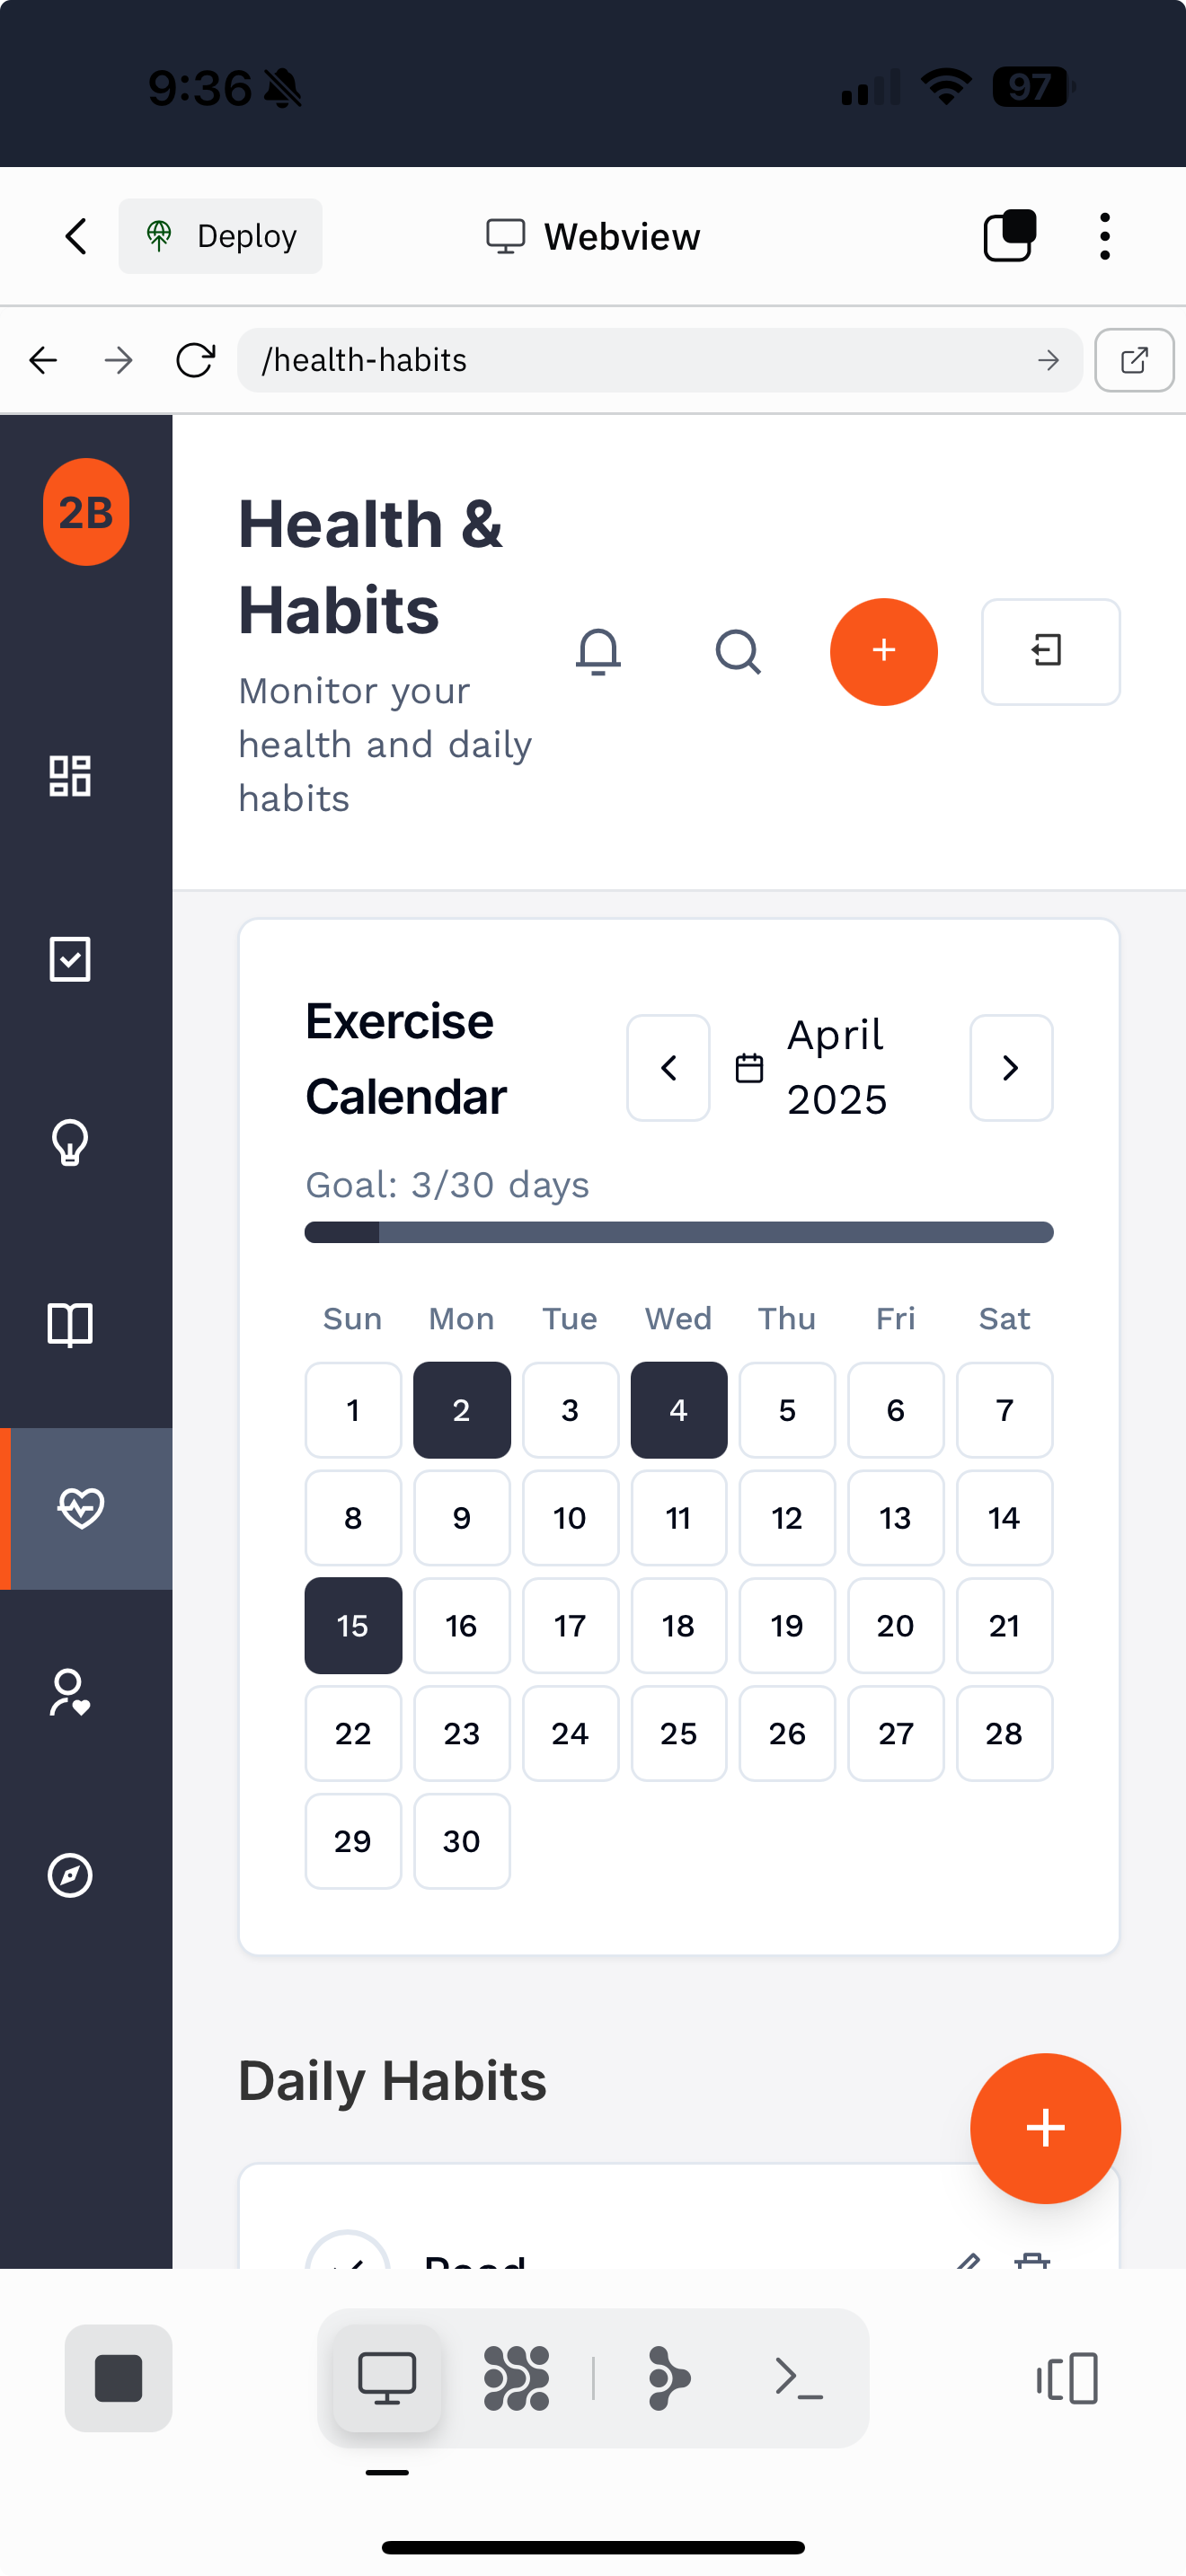 9:36
97
Deploy
Webview
/health-habits
2B
Health &
Habits
Monitor your
health and daily
habits
Exercise
Calendar
April
2025
Goal: 3/30 days
Sun Mon Tue Wed Thu Fri Sat
1 2 3 4 5 6 7
8 9 10 11 12 13 14
15 16 17 18 19 20 21
22 23 24 25 26 27 28
29 30
Daily Habits
Read